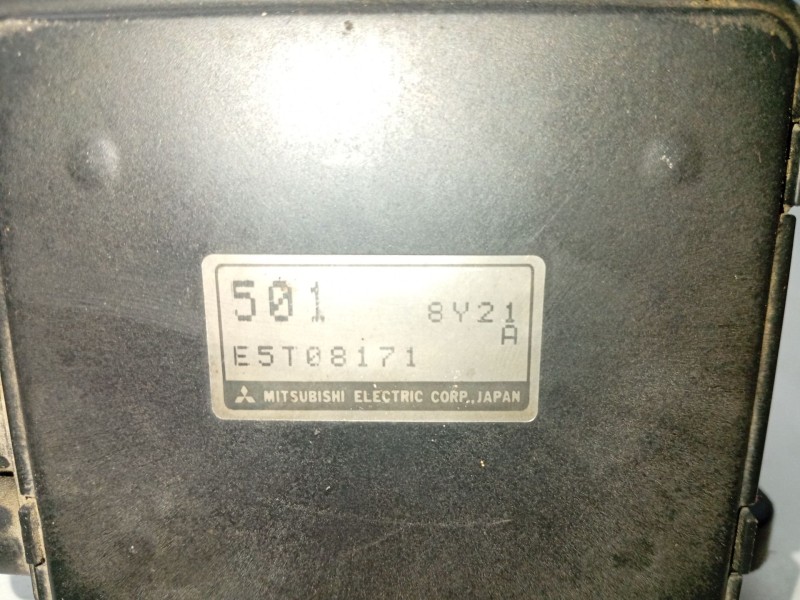 501 8Y21
A
E5T08171
MITSUBISHI ELECTRIC CORP., JAPAN